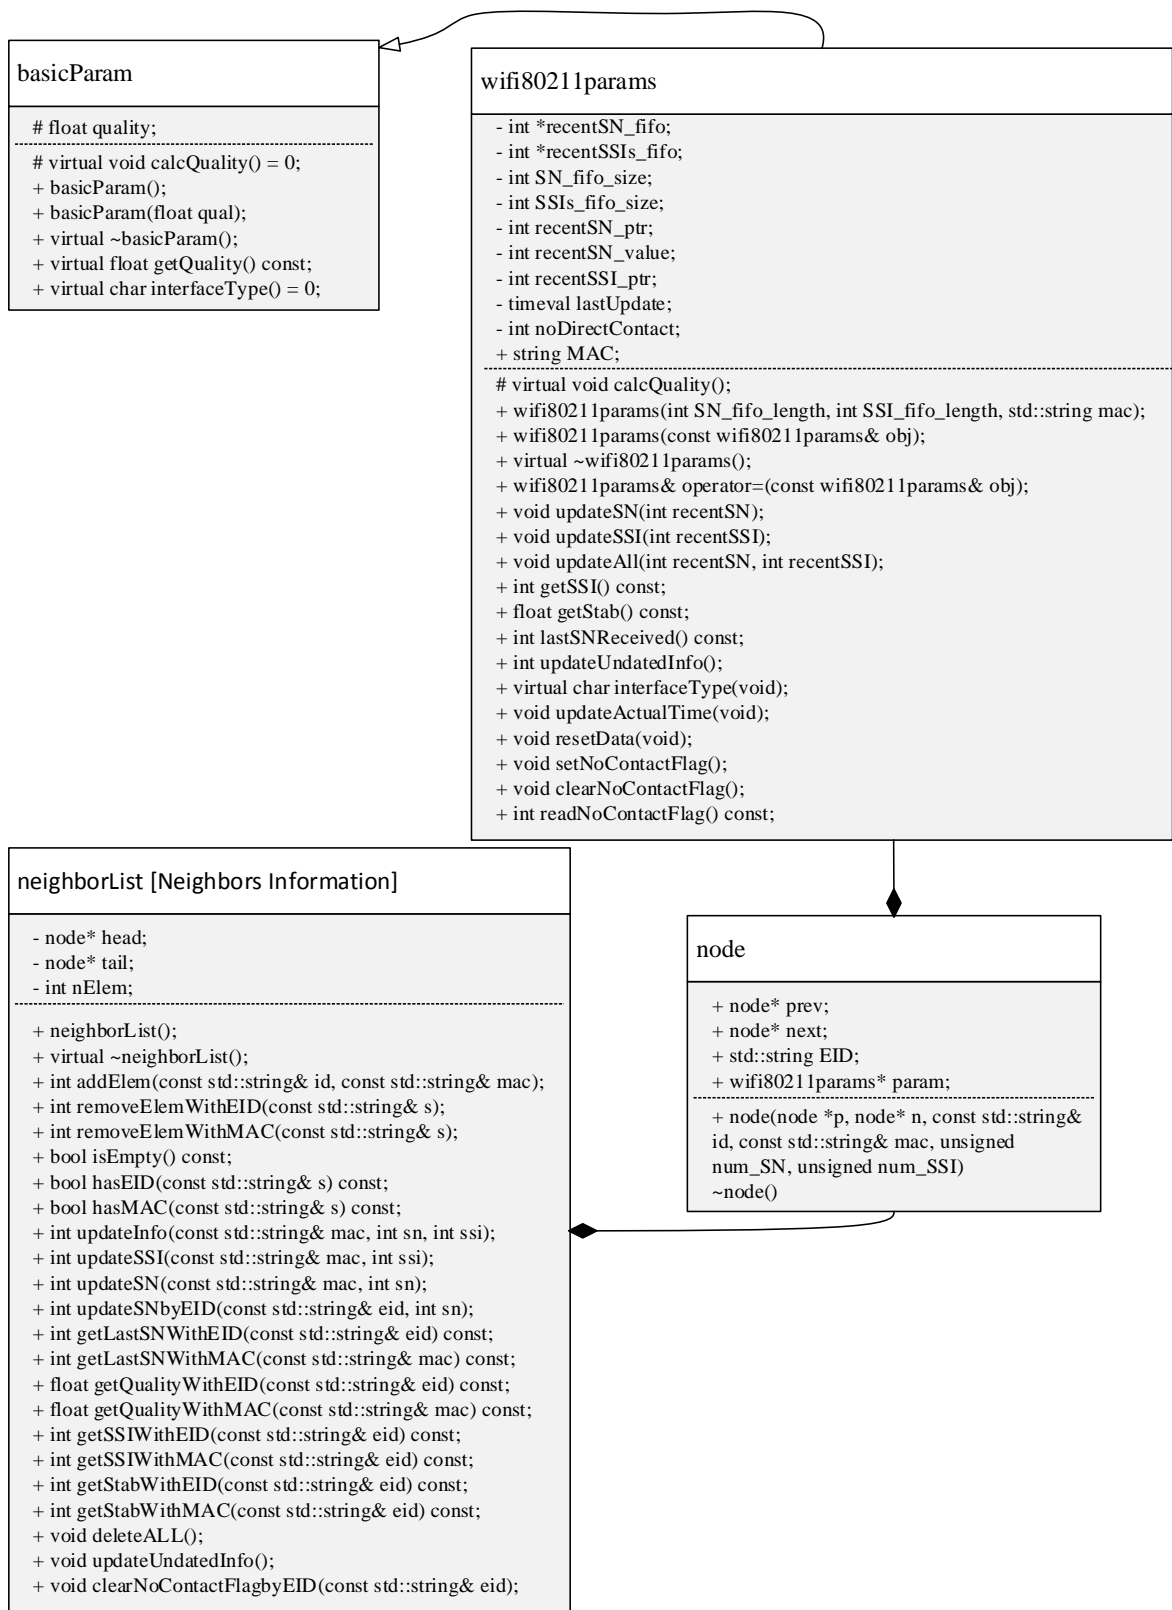 basicParam
# float quality;
# virtual void calcQuality() = 0;
+ basicParam();
+ basicParam(float qual);
+ virtual ~basicParam();
+ virtual float getQuality() const;
+ virtual char interfaceType() = 0;
wifi80211params
- int *recentSN_fifo;
- int *recentSSIs_fifo;
- int SN_fifo_size;
- int SSIs_fifo_size;
- int recentSN_ptr;
- int recentSN_value;
- int recentSSI_ptr;
- timeval lastUpdate;
- int noDirectContact;
+ string MAC;
# virtual void calcQuality();
+ wifi80211params(int SN_fifo_length, int SSI_fifo_length, std::string mac);
+ wifi80211params(const wifi80211params& obj);
+ virtual ~wifi80211params();
+ wifi80211params& operator=(const wifi80211params& obj);
+ void updateSN(int recentSN);
+ void updateSSI(int recentSSI);
+ void updateAll(int recentSN, int recentSSI);
+ int getSSI() const;
+ float getStab() const;
+ int lastSNReceived() const;
+ int updateUndatedInfo();
+ virtual char interfaceType(void);
+ void updateActualTime(void);
+ void resetData(void);
+ void setNoContactFlag();
+ void clearNoContactFlag();
+ int readNoContactFlag() const;
neighborList [Neighbors Information]
- node* head;
- node* tail;
- int nElem;
+ neighborList();
+ virtual ~neighborList();
+ int addElem(const std::string& id, const std::string& mac);
+ int removeElemWithEID(const std::string& s);
+ int removeElemWithMAC(const std::string& s);
+ bool isEmpty() const;
+ bool hasEID(const std::string& s) const;
+ bool hasMAC(const std::string& s) const;
+ int updateInfo(const std::string& mac, int sn, int ssi);
+ int updateSSI(const std::string& mac, int ssi);
+ int updateSN(const std::string& mac, int sn);
+ int updateSNbyEID(const std::string& eid, int sn);
+ int getLastSNWithEID(const std::string& eid) const;
+ int getLastSNWithMAC(const std::string& mac) const;
+ float getQualityWithEID(const std::string& eid) const;
+ float getQualityWithMAC(const std::string& mac) const;
+ int getSSIWithEID(const std::string& eid) const;
+ int getSSIWithMAC(const std::string& eid) const;
+ int getStabWithEID(const std::string& eid) const;
+ int getStabWithMAC(const std::string& eid) const;
+ void deleteALL();
+ void updateUndatedInfo();
+ void clearNoContactFlagbyEID(const std::string& eid);
node
+ node* prev;
+ node* next;
+ std::string EID;
+ wifi80211params* param;
+ node(node *p, node* n, const std::string&
id, const std::string& mac, unsigned
num_SN, unsigned num_SSI)
~node()